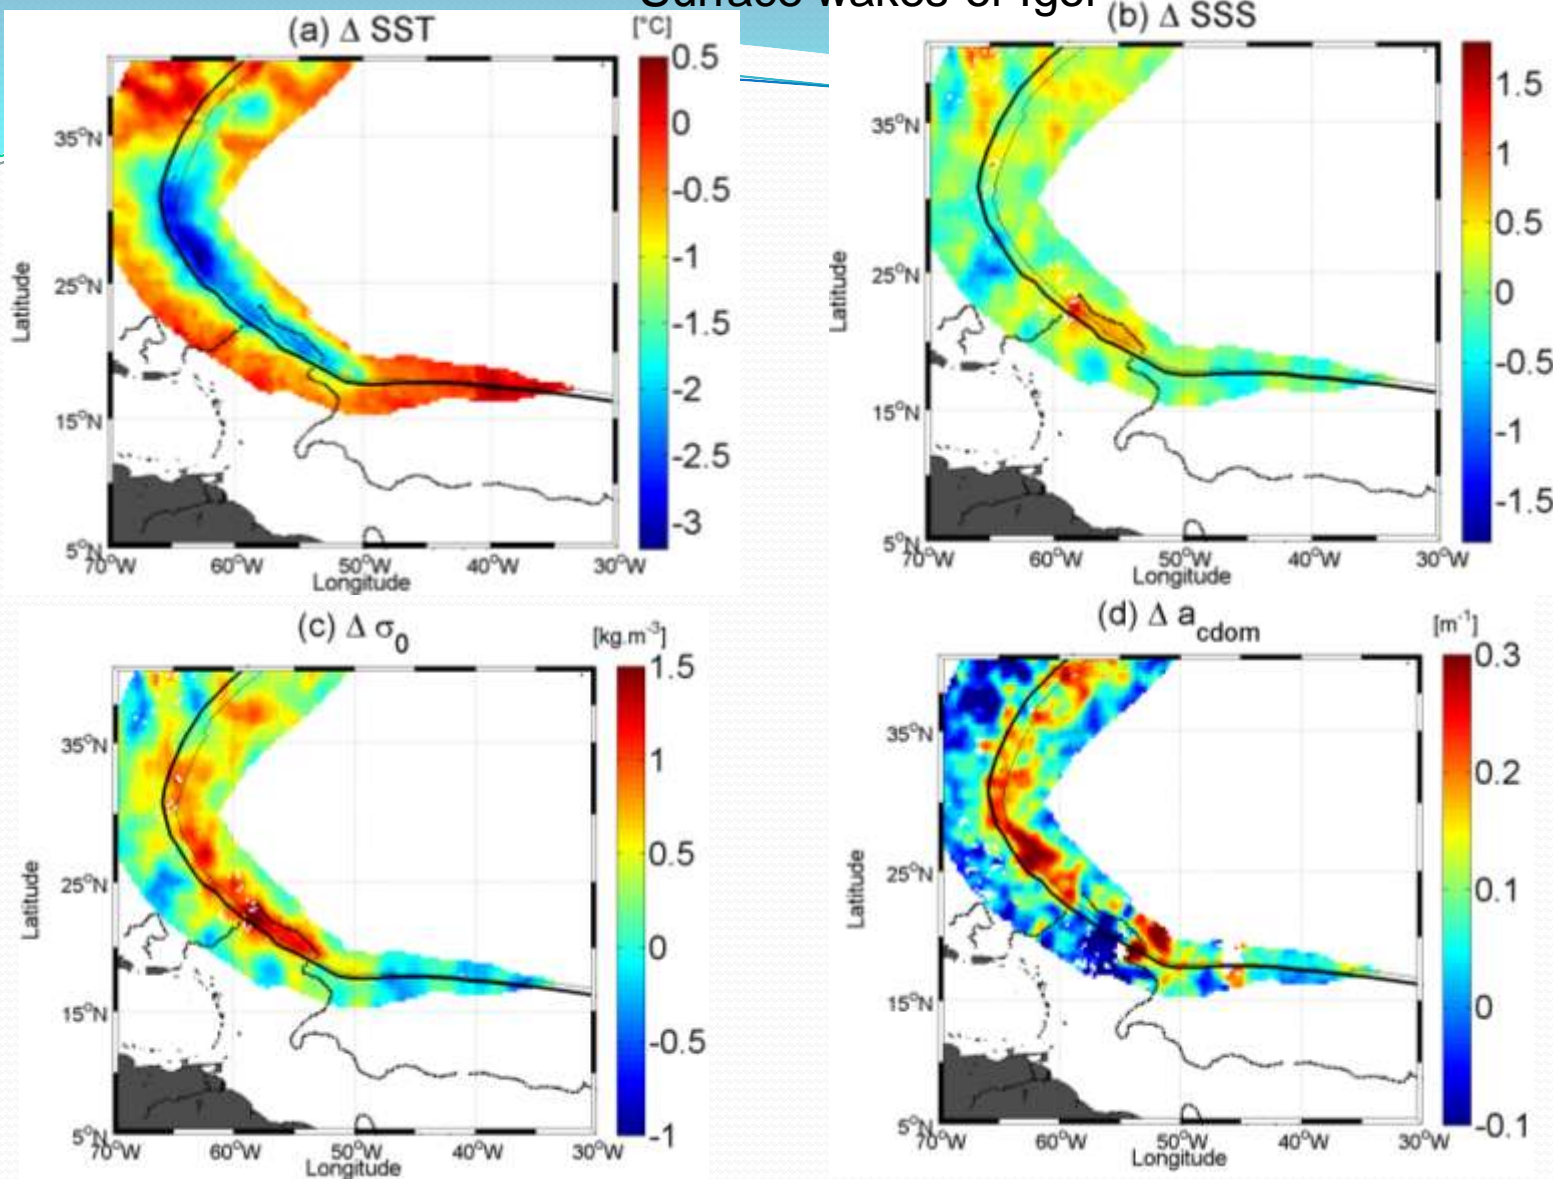 Surface wakes of Igor
(a) Δ SST
[°C]
0.5
0
-0.5
-1
-1.5
-2
-2.5
-3
35°N
25°N
15°N
5°N
70°W
60°W
50°W
40°W
30°W
Latitude
Longitude
(b) Δ SSS
1.5
1
0.5
0
-0.5
-1
-1.5
35°N
25°N
15°N
5°N
70°W
60°W
50°W
40°W
30°W
Latitude
Longitude
(c) Δ σ0
[kg.m-3]
1.5
1
0.5
0
-0.5
-1
35°N
25°N
15°N
5°N
70°W
60°W
50°W
40°W
30°W
Latitude
Longitude
(d) Δ acdom
[m-1]
0.3
0.2
0.1
0
-0.1
35°N
25°N
15°N
5°N
70°W
60°W
50°W
40°W
30°W
Latitude
Longitude